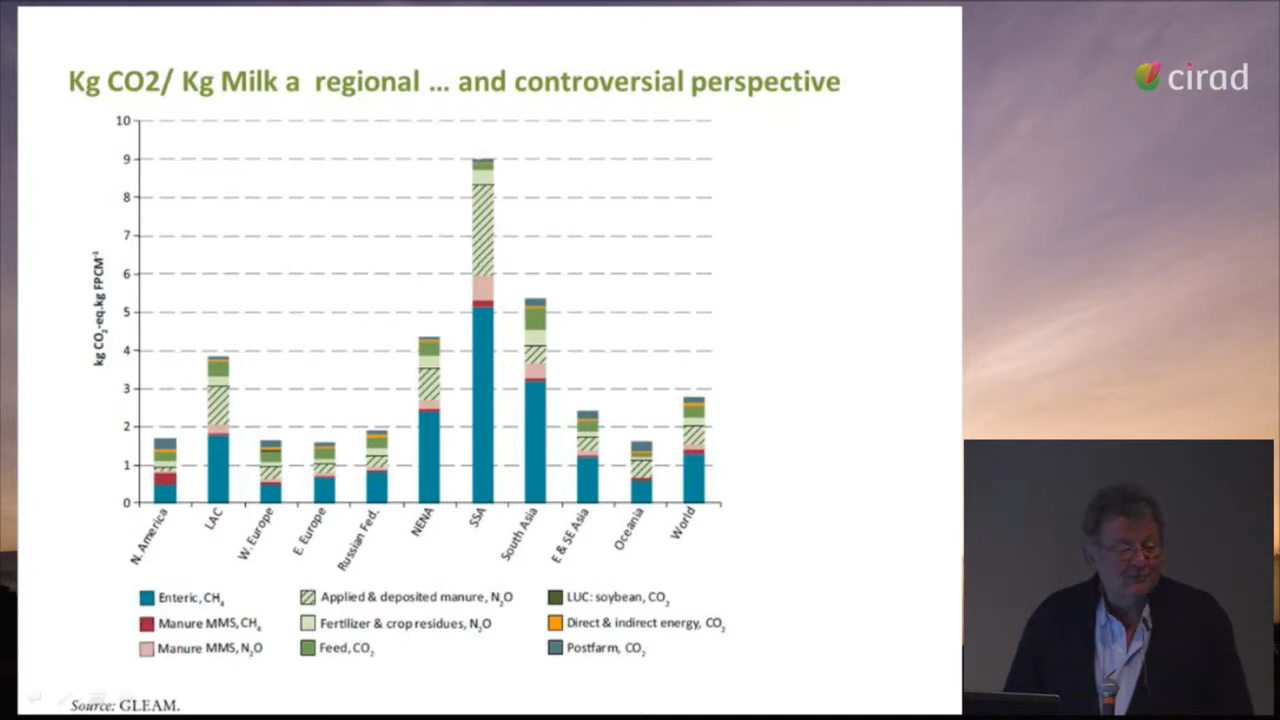 Kg CO2/ Kg Milk a regional ... and controversial perspective
cirad
kg CO2-eq.kg FPCM-1
10
9
8
7
6
5
4
3
2
1
0
N. America
LAC
W. Europe
E. Europe
Russian Fed.
NENA
SSA
South Asia
E & SE Asia
Oceania
World
Enteric, CH4
Manure MMS, CH4
Manure MMS, N2O
Applied & deposited manure, N2O
Fertilizer & crop residues, N2O
Feed, CO2
LUC: soybean, CO2
Direct & indirect energy, CO2
Postfarm, CO2
Source: GLEAM.